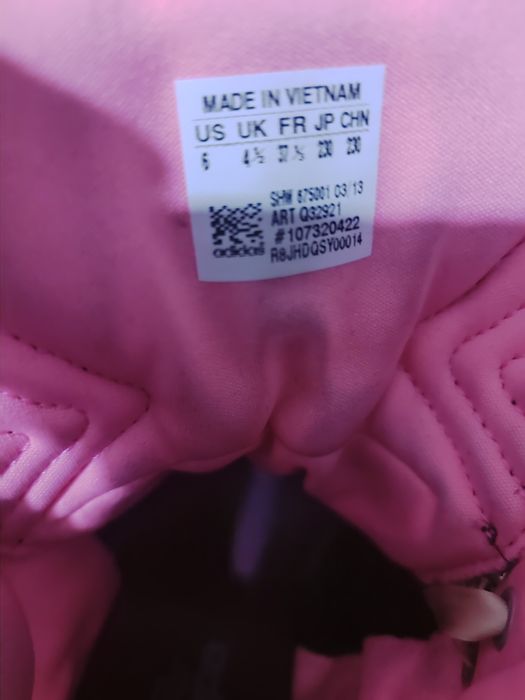 MADE IN VIETNAM
US UK FR JP CHN
6 4½ 37⅓ 230 230
SHW 675001 03/13
ART Q32921
#107320422
adidas R8JHDQSY00014